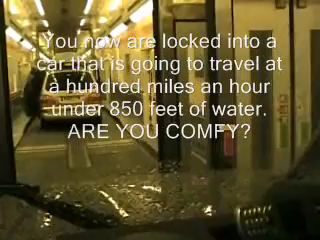 You now are locked into a
car that is going to travel at
a hundred miles an hour
under 850 feet of water.
ARE YOU COMFY?